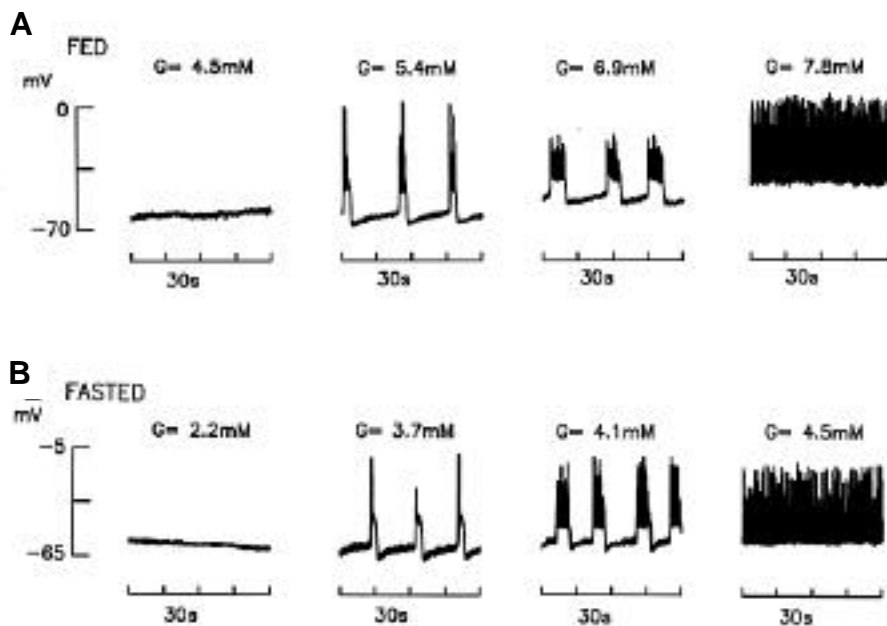 A
FED
mV
G= 4.5mM
G= 5.4mM
G= 6.9mM
G= 7.8mM
0
-70
30s
30s
30s
30s
B
FASTED
mV
G= 2.2mM
G= 3.7mM
G= 4.1mM
G= 4.5mM
-5
-65
30s
30s
30s
30s